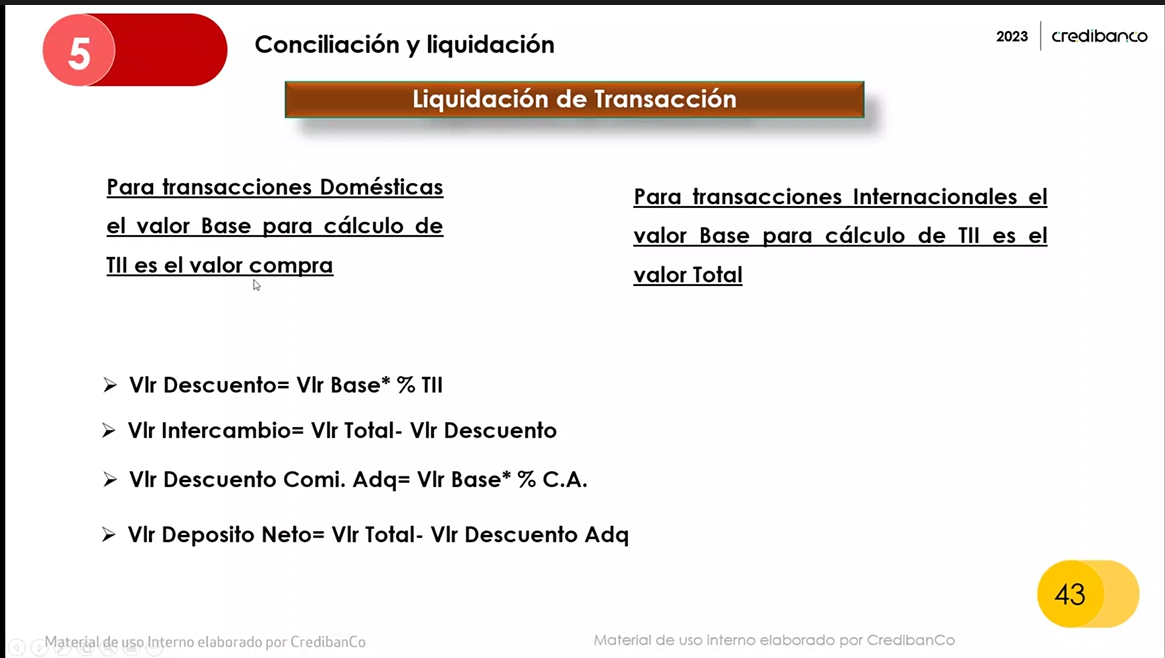 5
Conciliación y liquidación
2023
credibanco
Liquidación de Transacción
Para transacciones Domésticas
el valor Base para cálculo de
TII es el valor compra
Para transacciones Internacionales el
valor Base para cálculo de TII es el
valor Total
➢ Vlr Descuento= Vlr Base* % TII
➢ Vlr Intercambio= Vlr Total- Vlr Descuento
➢ Vlr Descuento Comi. Adq= Vlr Base* % C.A.
➢ Vlr Deposito Neto= Vlr Total- Vlr Descuento Adq
43
Material de uso Interno elaborado por CredibanCo
Material de uso interno elaborado por CredibanCo